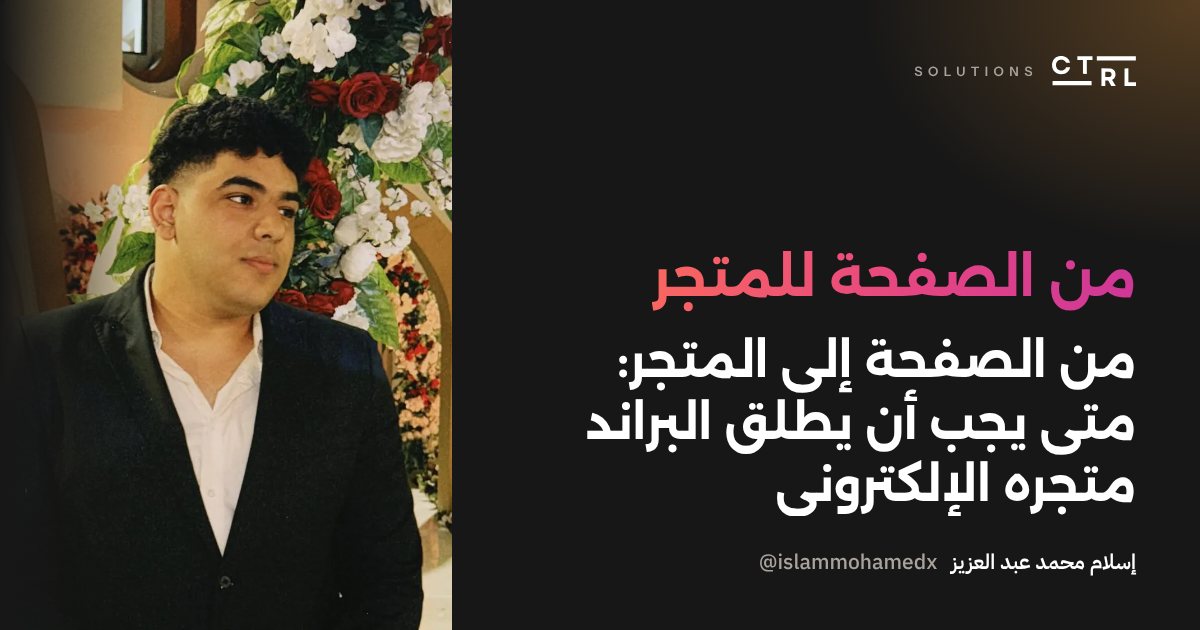 SOLUTIONS CTRL
من الصفحة للمتجر
من الصفحة إلى المتجر:
متى يجب أن يطلق البراند
متجره الإلكتروني
إسلام محمد عبد العزيز @islammohamedx